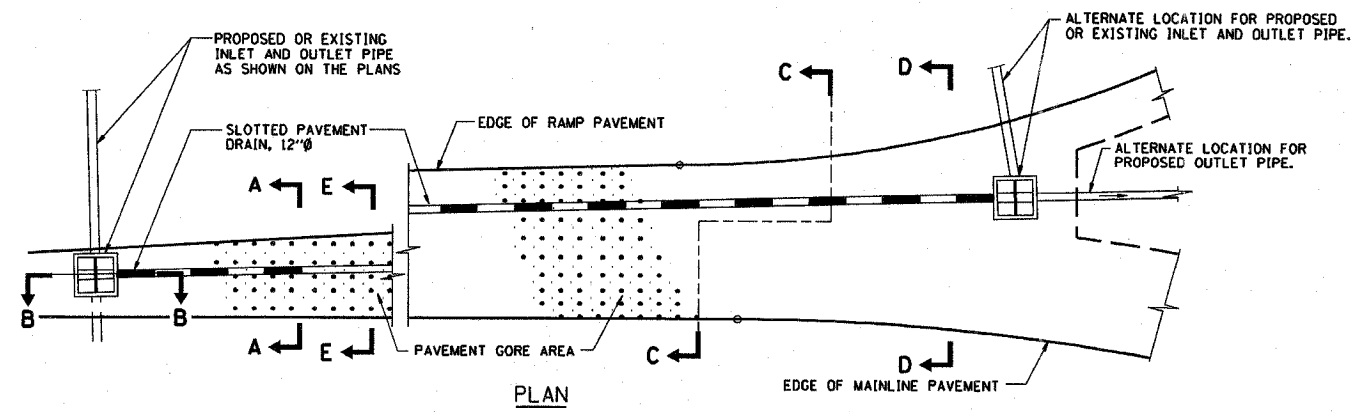 ALTERNATE LOCATION FOR PROPOSED
OR EXISTING INLET AND OUTLET PIPE.
PROPOSED OR EXISTING
INLET AND OUTLET PIPE
AS SHOWN ON THE PLANS
C
D
SLOTTED PAVEMENT
DRAIN, 12"Ø
EDGE OF RAMP PAVEMENT
ALTERNATE LOCATION FOR
PROPOSED OUTLET PIPE.
A
E
B
B
A
E
PAVEMENT GORE AREA
C
D
EDGE OF MAINLINE PAVEMENT
PLAN